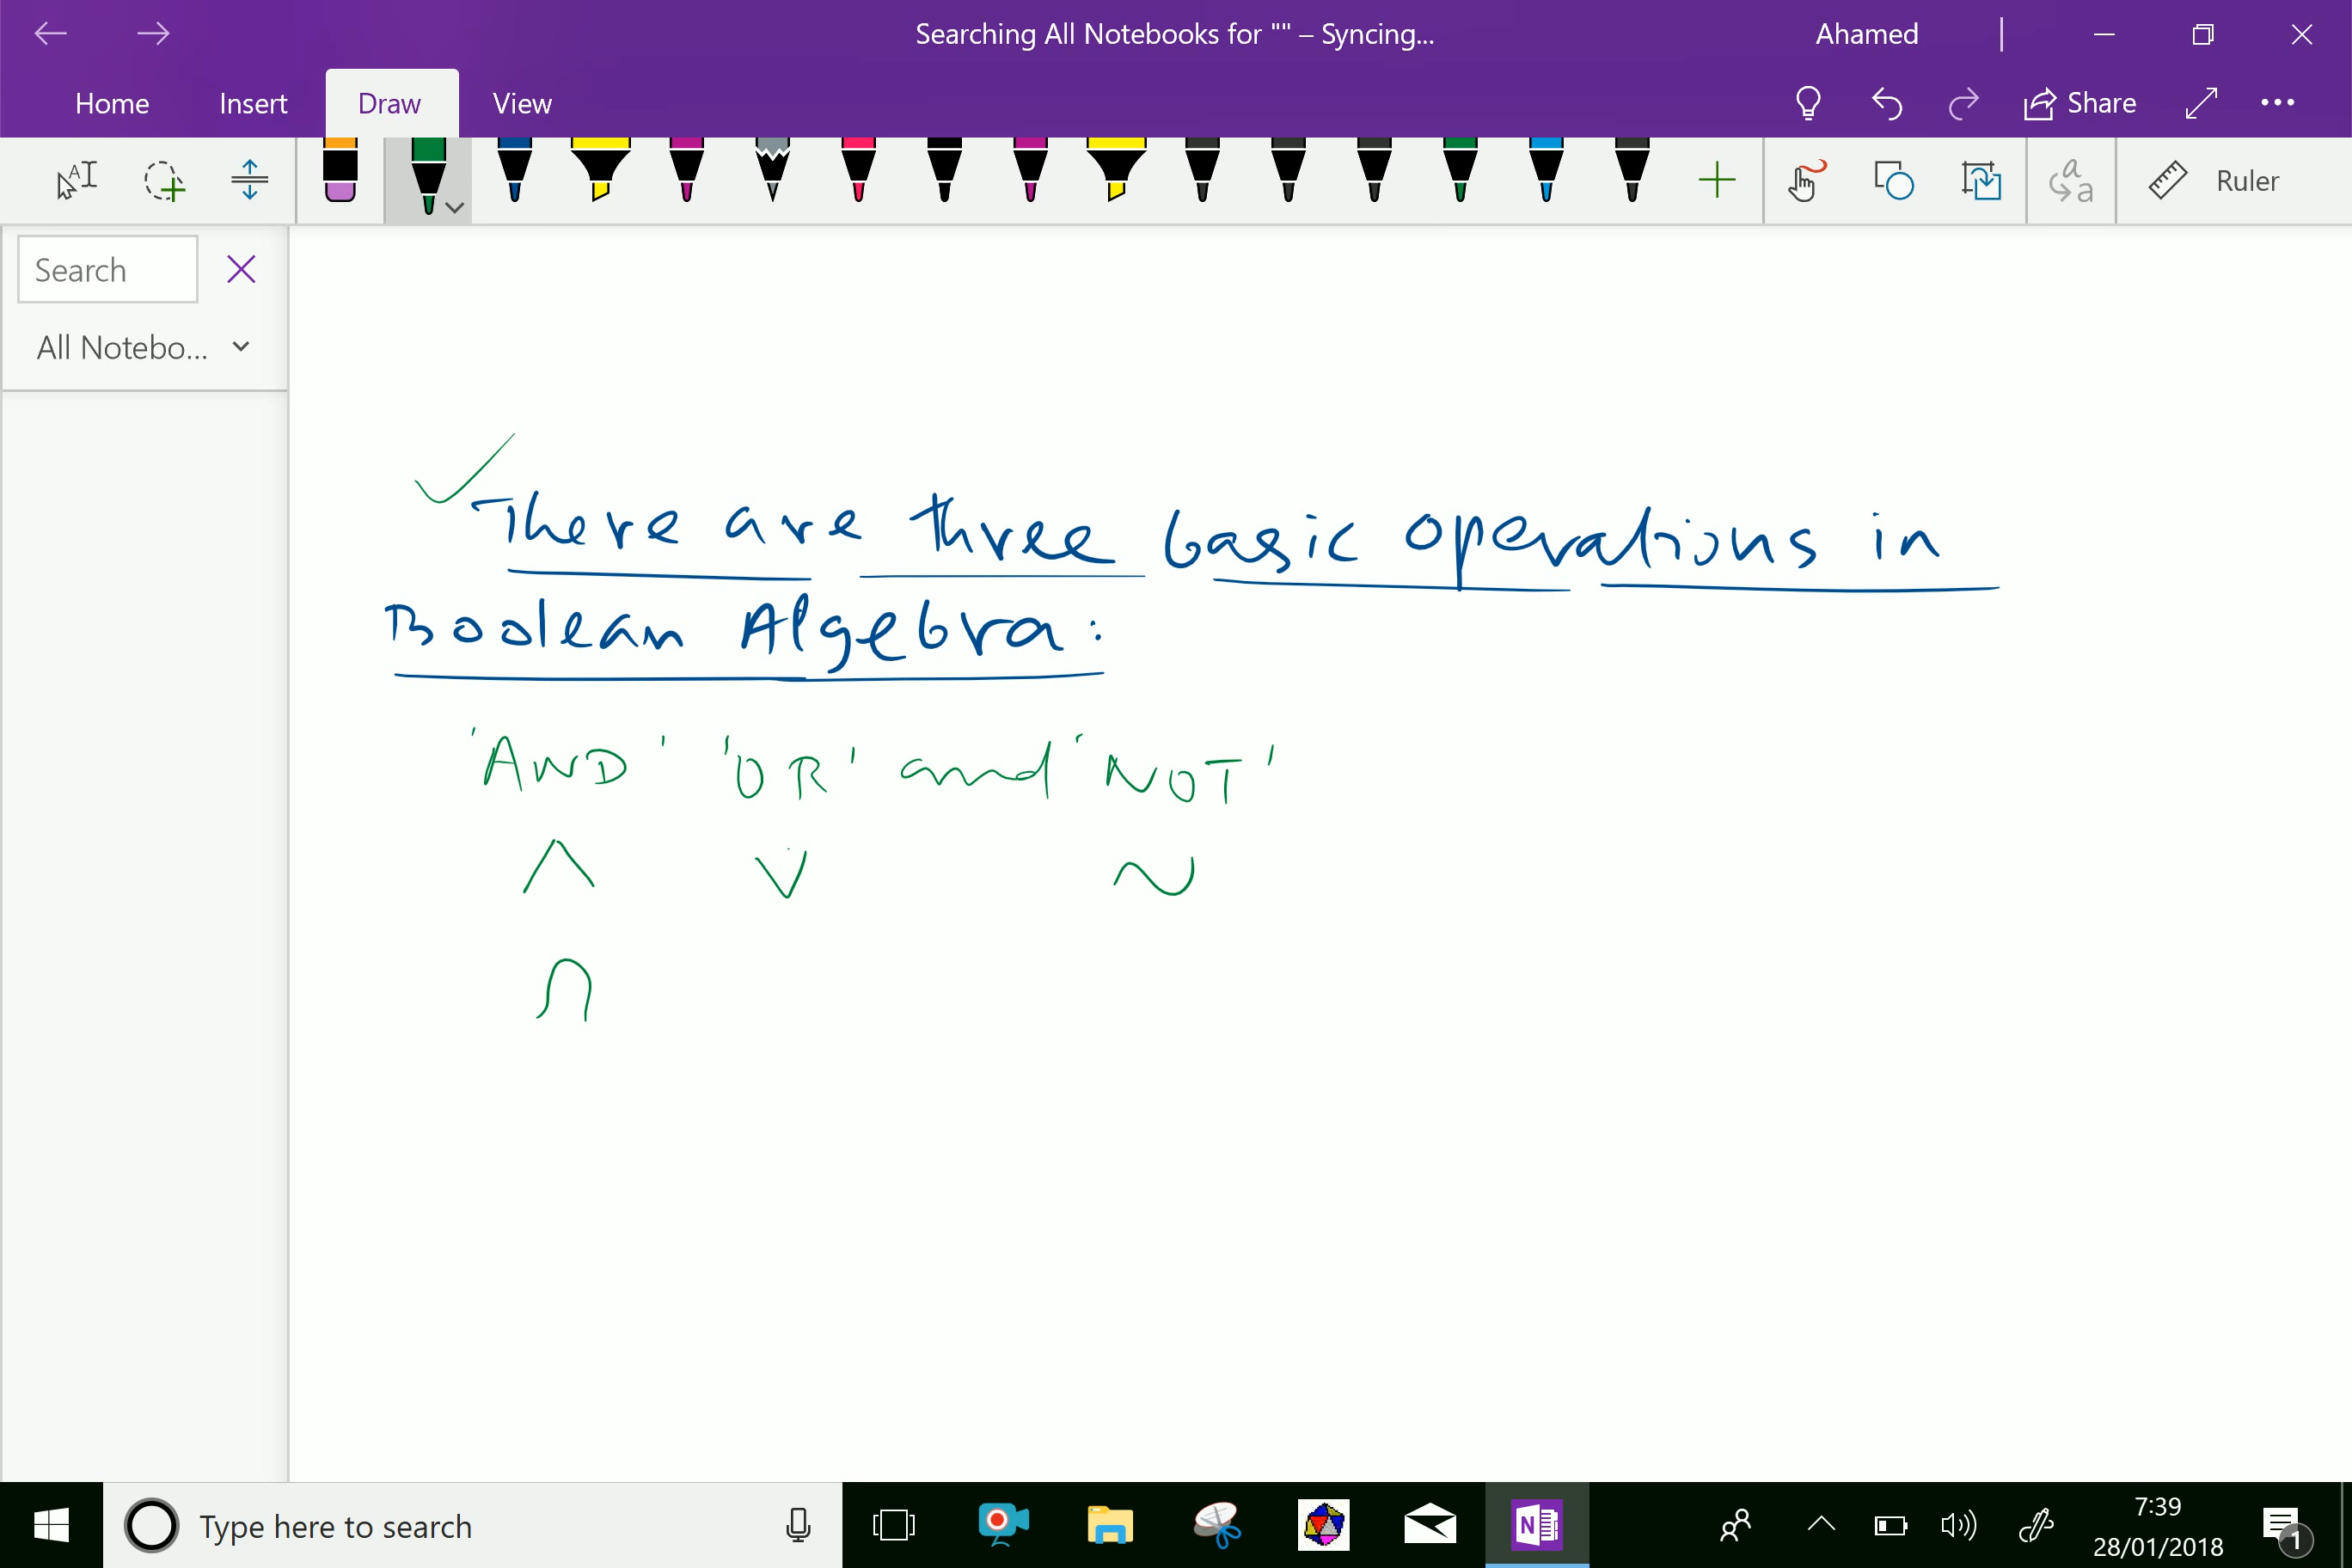 Searching All Notebooks for "" – Syncing...
Ahamed
Home Insert Draw View
Share
Ruler
Search
All Notebo...
There are three basic operations in
Boolean Algebra:
'AND' 'OR' and 'NOT'
∧ ∨ ~
∩
Type here to search
7:39
28/01/2018
1